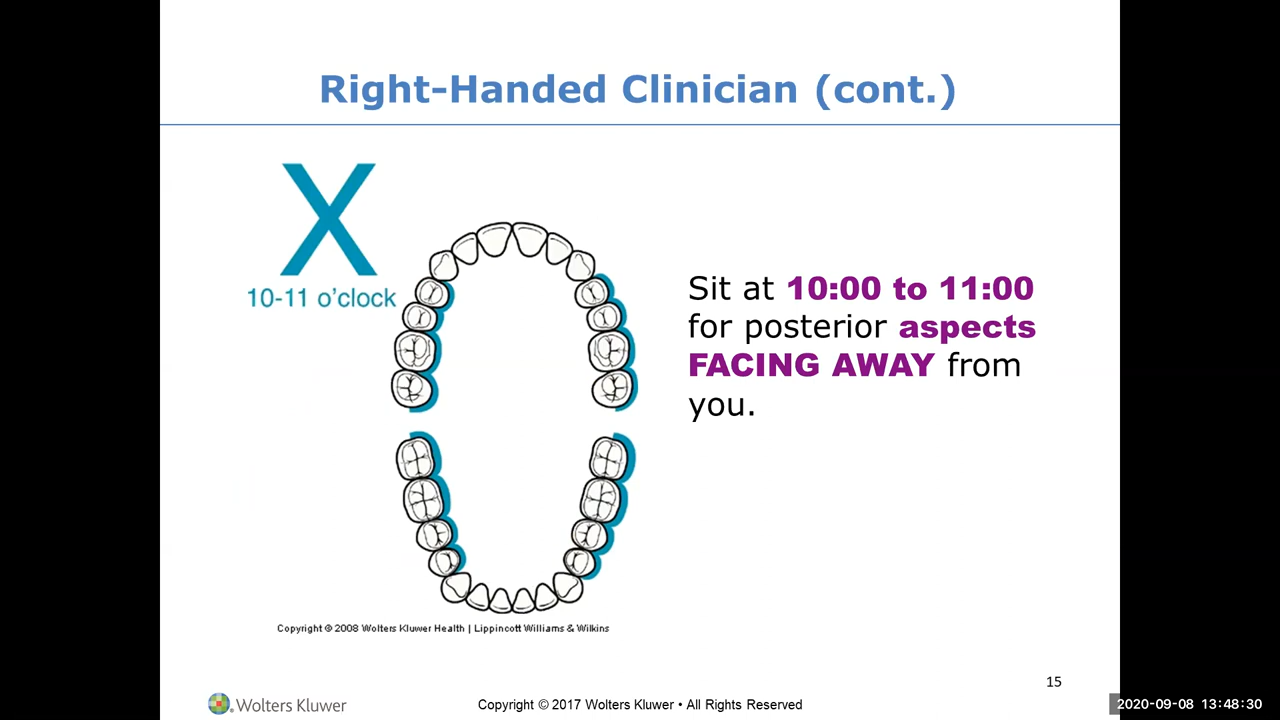 Right-Handed Clinician (cont.)
X
10-11 o'clock
Sit at 10:00 to 11:00
for posterior aspects
FACING AWAY from
you.
Copyright © 2008 Wolters Kluwer Health | Lippincott Williams & Wilkins
15
Wolters Kluwer
Copyright © 2017 Wolters Kluwer • All Rights Reserved
2020-09-08 13:48:30